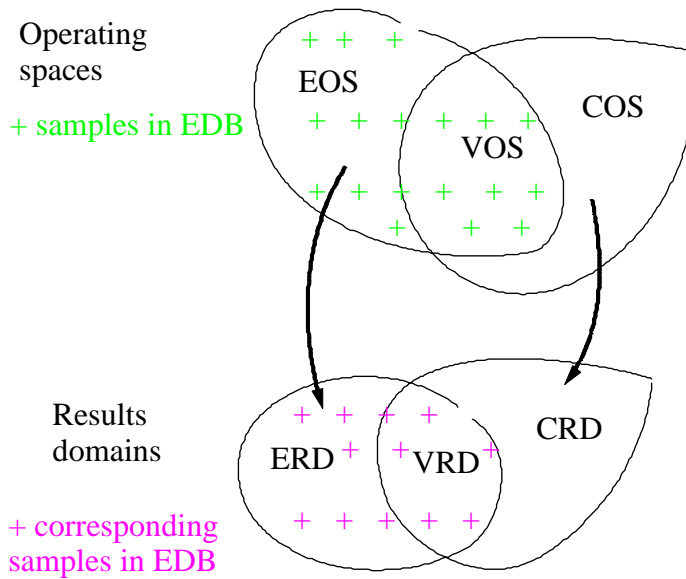 Operating
spaces
+ samples in EDB
EOS
COS
VOS
Results
domains
CRD
ERD
VRD
+ corresponding
samples in EDB